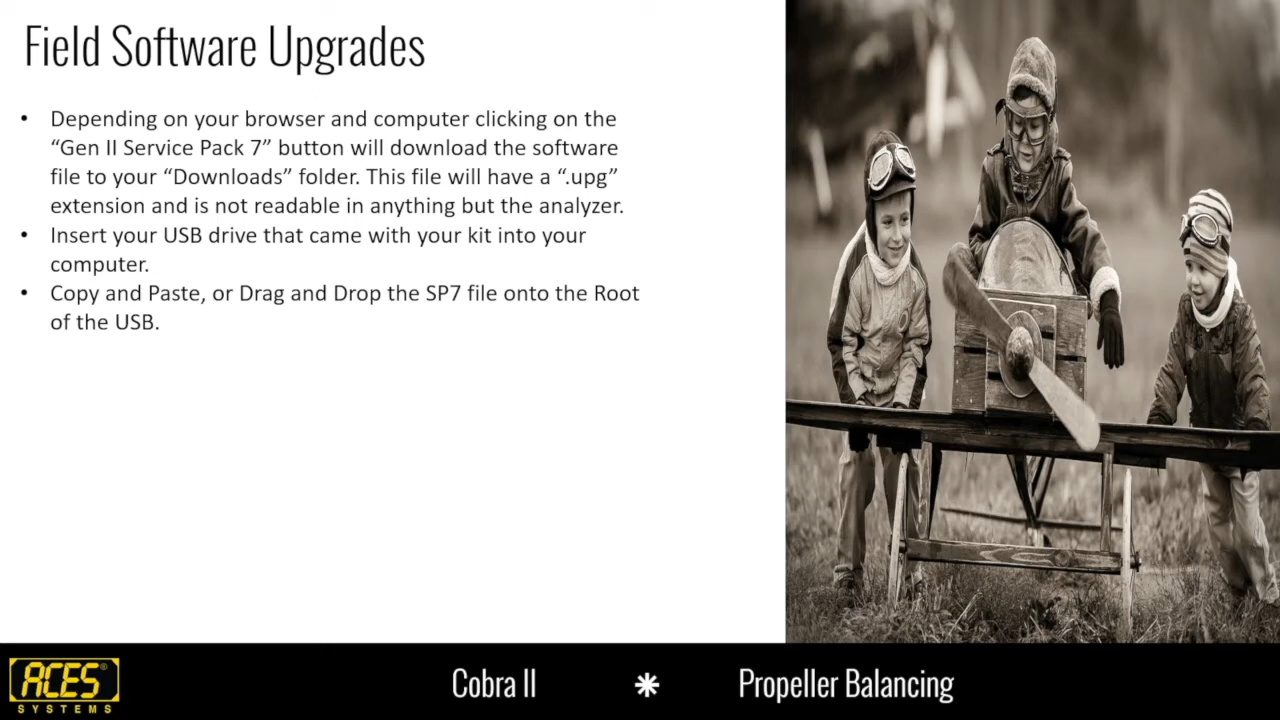 Field Software Upgrades
• Depending on your browser and computer clicking on the
“Gen II Service Pack 7” button will download the software
file to your “Downloads” folder. This file will have a “.upg”
extension and is not readable in anything but the analyzer.
• Insert your USB drive that came with your kit into your
computer.
• Copy and Paste, or Drag and Drop the SP7 file onto the Root
of the USB.
ACES®
SYSTEMS
Cobra II * Propeller Balancing